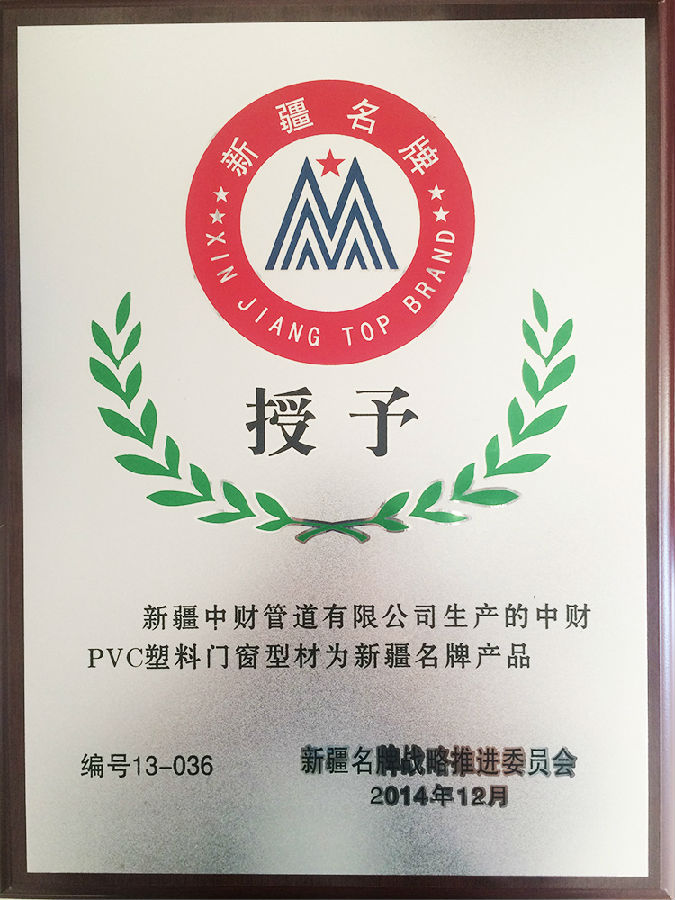 新疆名牌
XIN JIANG TOP BRAND
授予
新疆中财管道有限公司生产的中财
PVC塑料门窗型材为新疆名牌产品
编号13-036
新疆名牌战略推进委员会
2014年12月